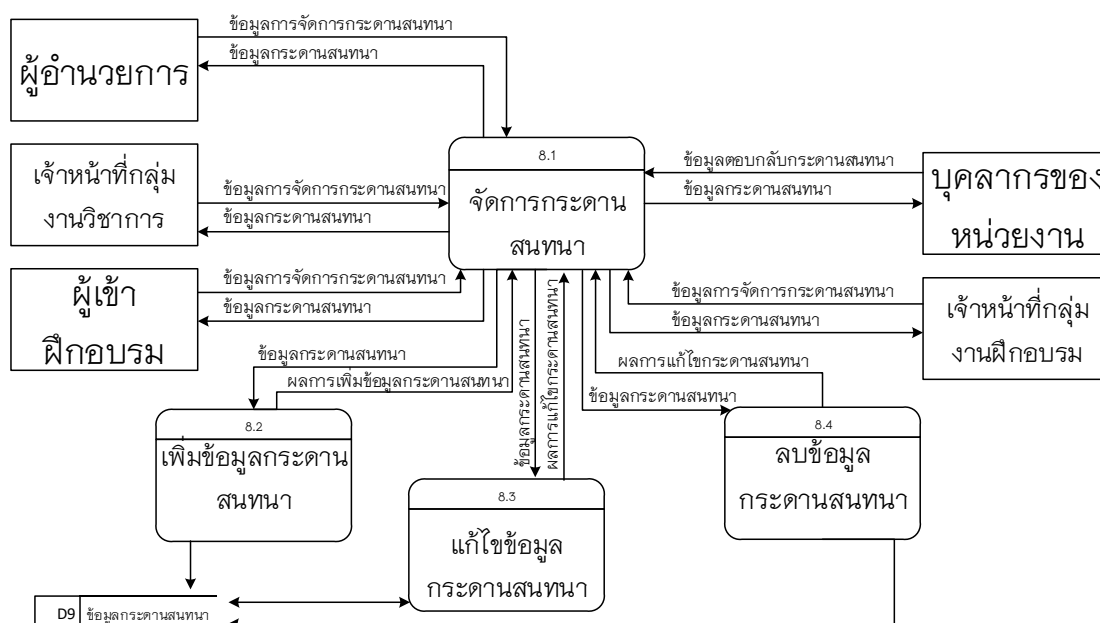 ข้อมูลการจัดการกระดานสนทนา
ข้อมูลกระดานสนทนา
ผู้อำนวยการ
8.1
จัดการกระดาน
สนทนา
เจ้าหน้าที่กลุ่ม
งานวิชาการ
ข้อมูลการจัดการกระดานสนทนา
ข้อมูลกระดานสนทนา
ข้อมูลตอบกลับกระดานสนทนา
ข้อมูลกระดานสนทนา
บุคลากรของ
หน่วยงาน
ผู้เข้า
ฝึกอบรม
ข้อมูลการจัดการกระดานสนทนา
ข้อมูลกระดานสนทนา
ข้อมูลการจัดการกระดานสนทนา
ข้อมูลกระดานสนทนา
เจ้าหน้าที่กลุ่ม
งานฝึกอบรม
ข้อมูลกระดานสนทนา
ผลการเพิ่มข้อมูลกระดานสนทนา
ข้อมูลกระดานสนทนา
ผลการแก้ไขกระดานสนทนา
ผลการแก้ไขกระดานสนทนา
ข้อมูลกระดานสนทนา
8.2
เพิ่มข้อมูลกระดาน
สนทนา
8.3
แก้ไขข้อมูล
กระดานสนทนา
8.4
ลบข้อมูล
กระดานสนทนา
D9 ข้อมูลกระดานสนทนา